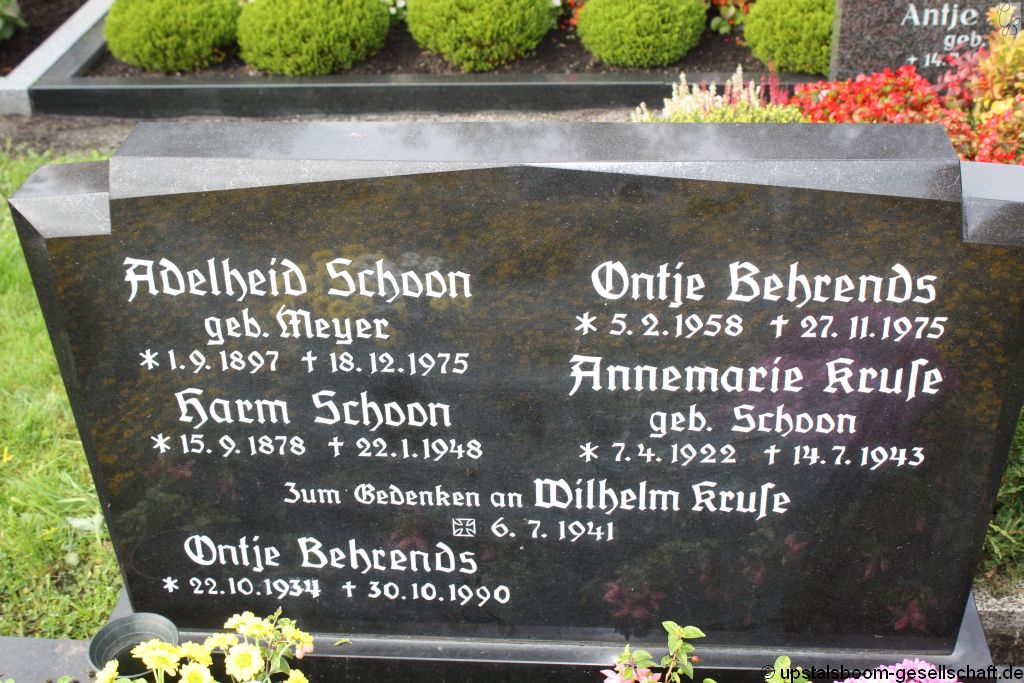 Antje
geb.
Adelheid Schoon
geb. Meyer
* 1. 9. 1897 † 18. 12. 1975
Harm Schoon
* 15. 9. 1878 † 22. 1. 1948
Ontje Behrends
* 5. 2. 1958 † 27. 11. 1975
Annemarie Kruse
geb. Schoon
* 7. 4. 1922 † 14. 7. 1943
Zum Gedenken an Wilhelm Kruse
6. 7. 1941
Ontje Behrends
* 22. 10. 1934 † 30. 10. 1990
© upstalsboom-gesellschaft.de